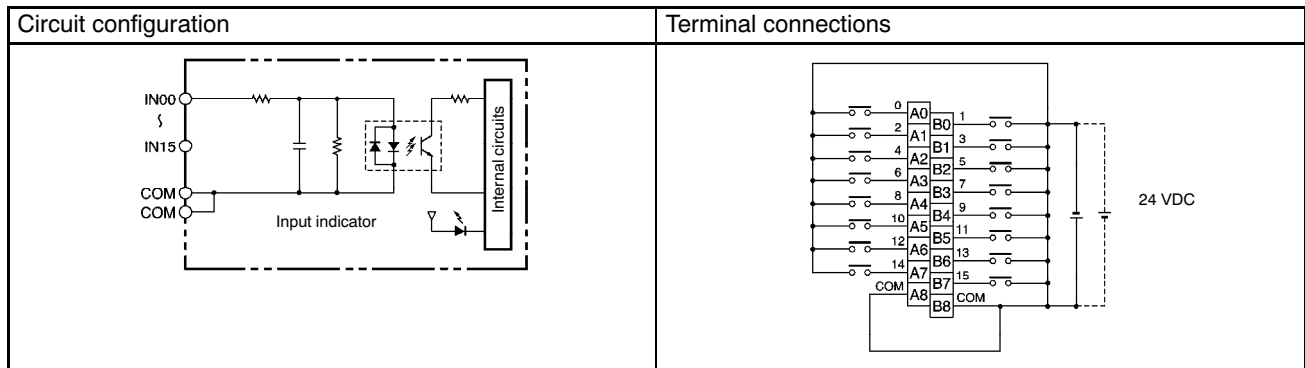 Circuit configuration
Terminal connections
IN00
IN15
COM
COM
Input indicator
Internal circuits
0 A0
B0 1
2 A1
B1 3
4 A2
B2 5
6 A3
B3 7
8 A4
B4 9
10 A5
B5 11
12 A6
B6 13
14 A7
B7 15
COM A8
B8 COM
24 VDC